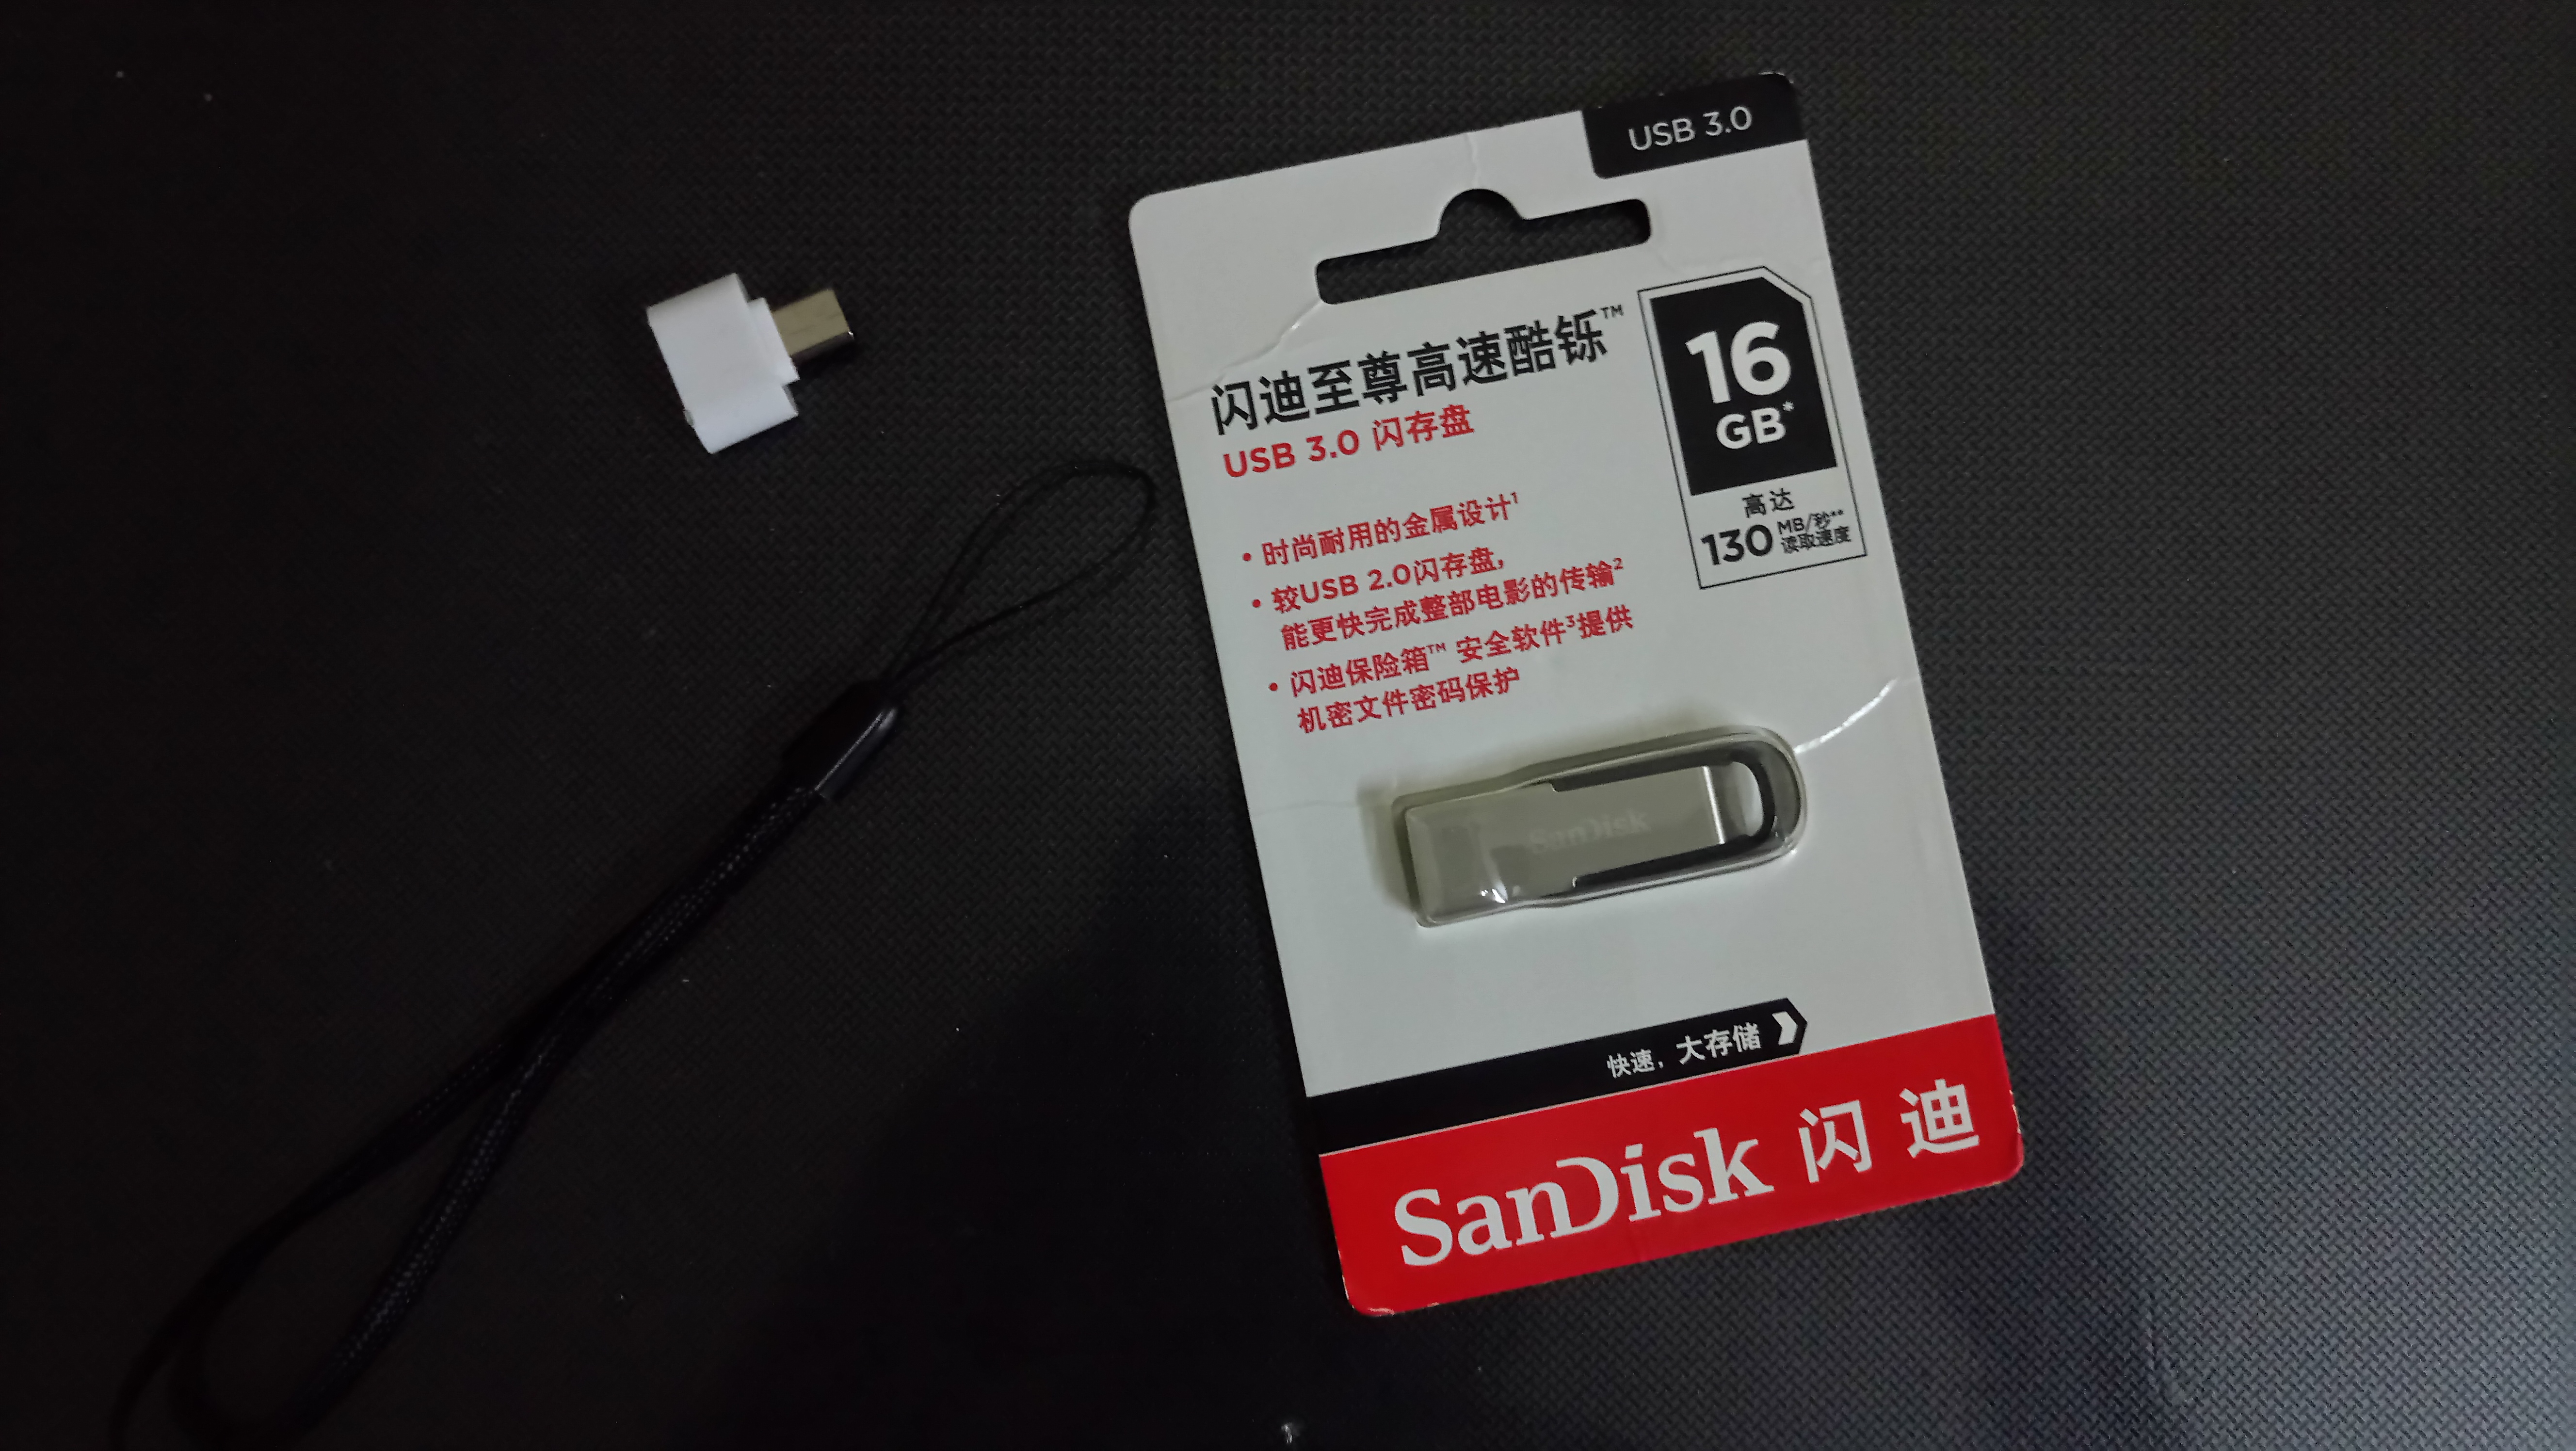 USB 3.0
闪迪至尊高速酷铄™
USB 3.0 闪存盘
16
GB*
高达
130 MB/秒**
读取速度
• 时尚耐用的金属设计¹
• 较USB 2.0闪存盘,
能更快完成整部电影的传输²
• 闪迪保险箱™ 安全软件³提供
机密文件密码保护
SanDisk
快速, 大存储
SanDisk 闪迪